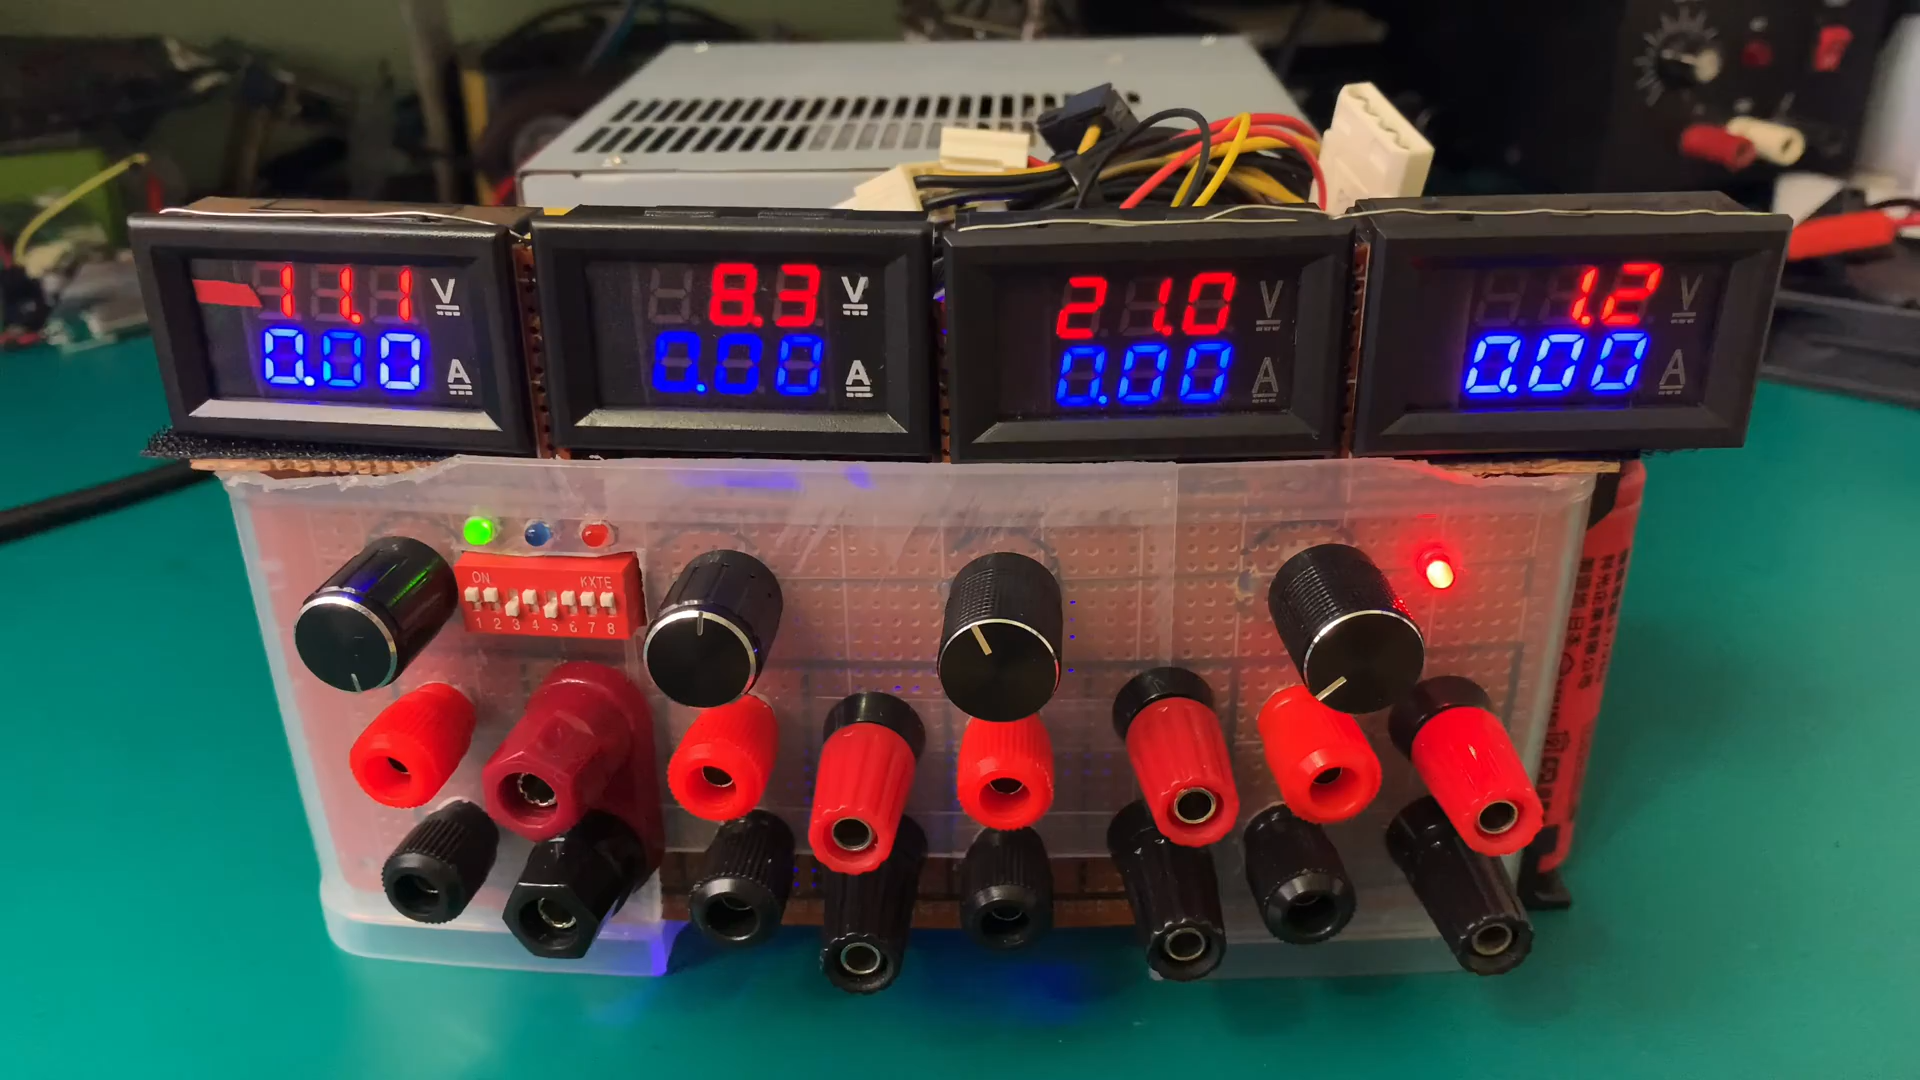 11.1 V
0.00 A
8.3 V
0.00 A
21.0 V
0.00 A
1.2 V
0.00 A
ON KXTE
1 2 3 4 5 6 7 8